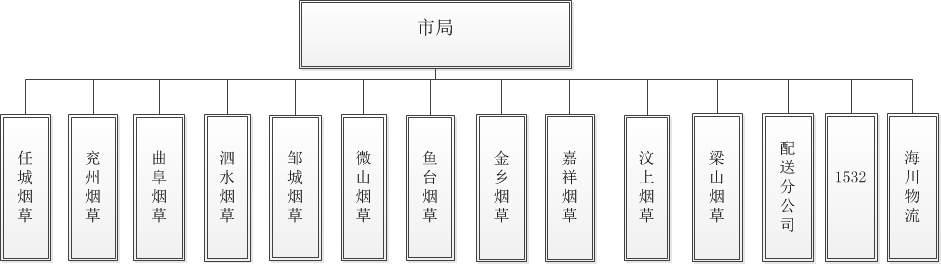 市局
任城烟草
兖州烟草
曲阜烟草
泗水烟草
邹城烟草
微山烟草
鱼台烟草
金乡烟草
嘉祥烟草
汶上烟草
梁山烟草
配送分公司
1532
海川物流